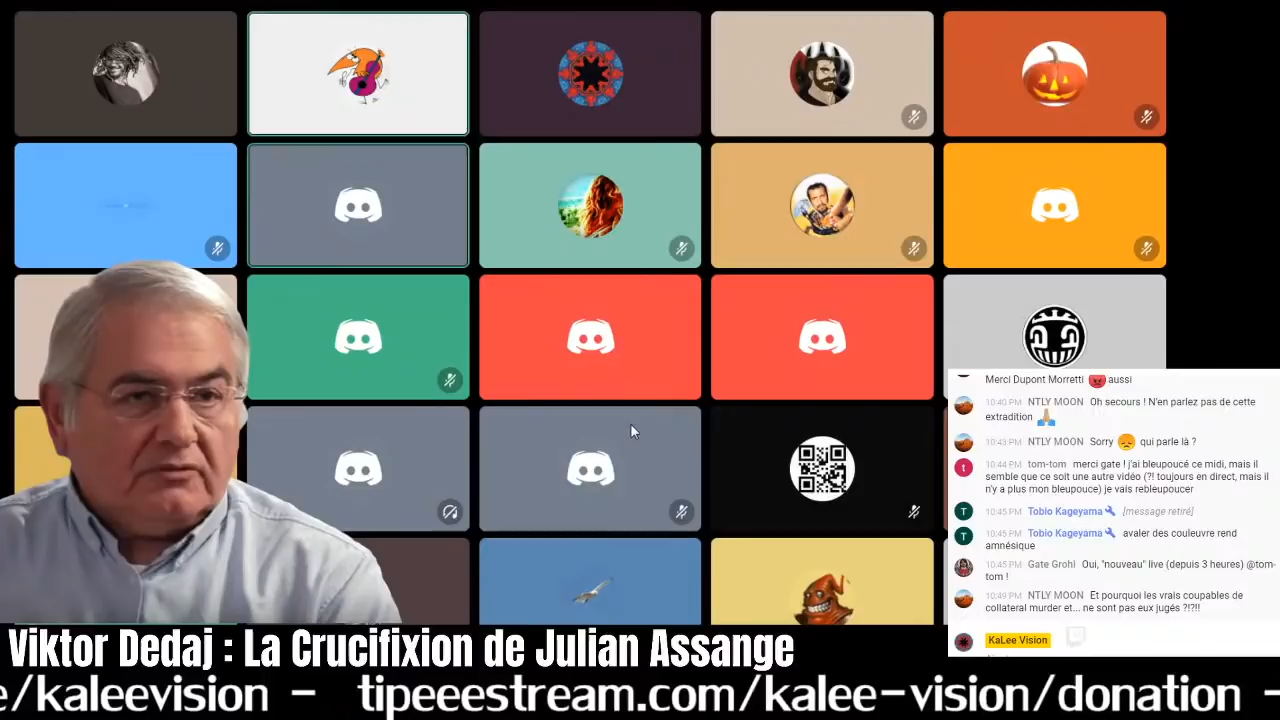 Merci Dupont Morretti 😡 aussi
10:40 PM NTLY MOON Oh secours ! N'en parlez pas de cette
extradition 🙏
10:43 PM NTLY MOON Sorry 😞 qui parle là ?
t 10:44 PM tom-tom merci gate ! j'ai bleupoucé ce midi, mais il
semble que ce soit une autre vidéo (?! toujours en direct, mais il
n'y a plus mon bleupouce) je vais rebleupoucer
T 10:45 PM Tobio Kageyama [message retiré]
T 10:45 PM Tobio Kageyama avaler des couleuvre rend
amnésique
10:45 PM Gate Grohl Oui, "nouveau" live (depuis 3 heures) @tom-
tom !
10:49 PM NTLY MOON Et pourquoi les vrais coupables de
collateral murder et... ne sont pas eux jugés ?!?!!
KaLee Vision
Viktor Dedaj : La Crucifixion de Julian Assange
e/kaleevision - tipeeestream.com/kalee-vision/donation -